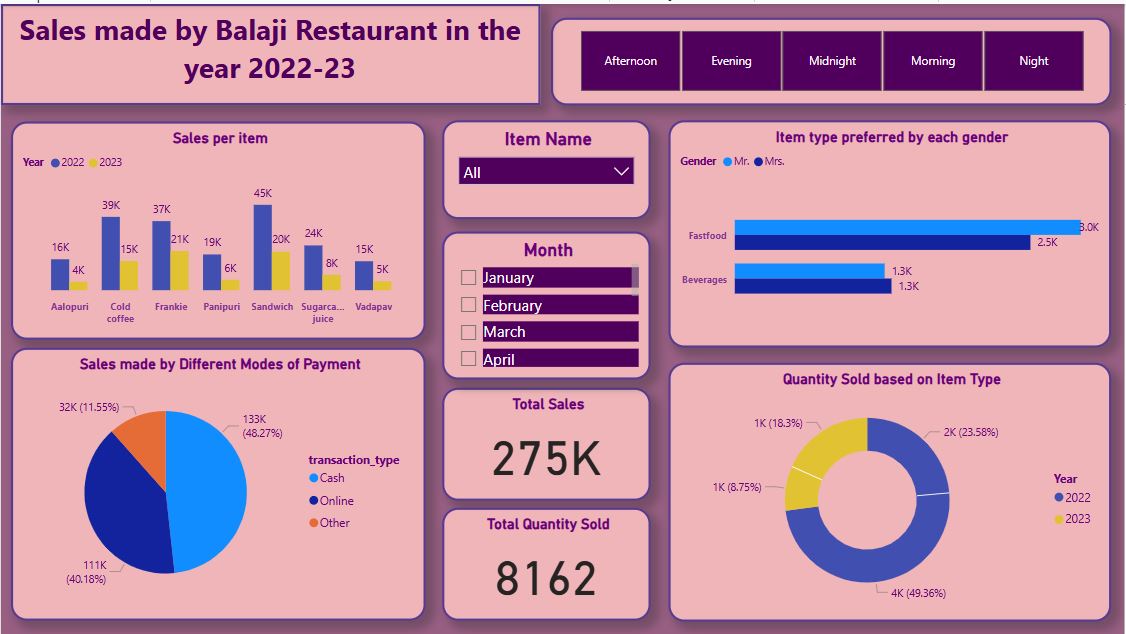 Sales made by Balaji Restaurant in the
year 2022-23
Afternoon
Evening
Midnight
Morning
Night
Sales per item
Year 2022 2023
16K
4K
39K
15K
37K
21K
19K
6K
45K
20K
24K
8K
15K
5K
Aalopuri
Cold
coffee
Frankie
Panipuri
Sandwich
Sugarca...
juice
Vadapav
Item Name
All
Month
January
February
March
April
Item type preferred by each gender
Gender Mr. Mrs.
Fastfood
3.0K
2.5K
Beverages
1.3K
1.3K
Sales made by Different Modes of Payment
32K (11.55%)
133K
(48.27%)
111K
(40.18%)
transaction_type
Cash
Online
Other
Total Sales
275K
Total Quantity Sold
8162
Quantity Sold based on Item Type
1K (18.3%)
2K (23.58%)
1K (8.75%)
4K (49.36%)
Year
2022
2023